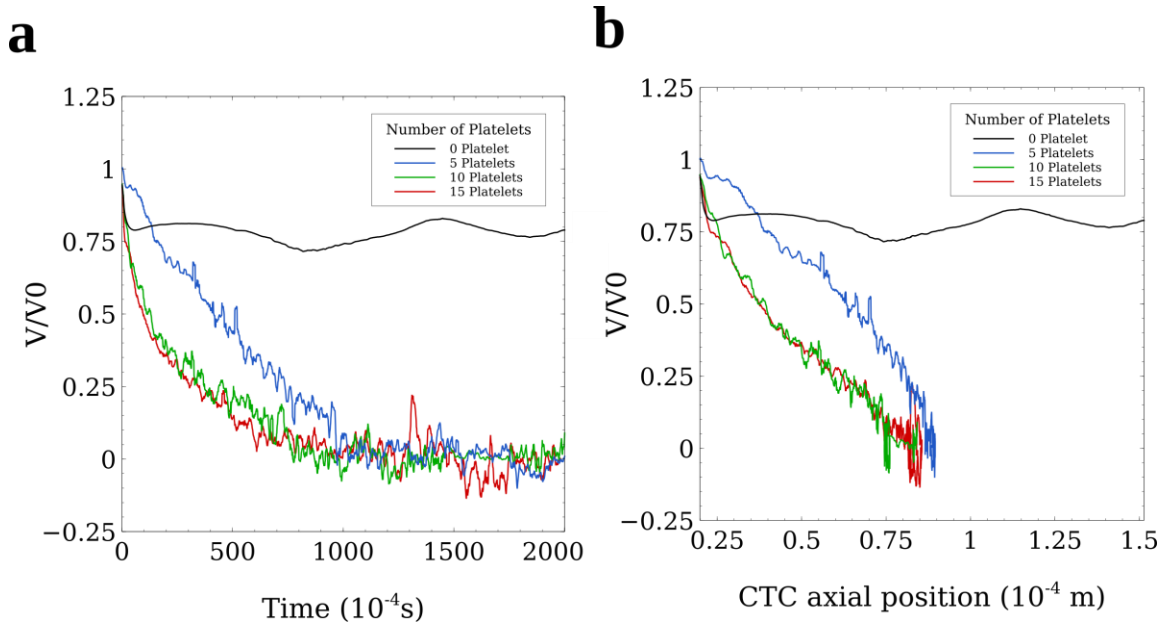 a
1.25
1
0.75
0.5
0.25
0
−0.25
V/V0
Number of Platelets
0 Platelet
5 Platelets
10 Platelets
15 Platelets
0 500 1000 1500 2000
Time (10⁻⁴s)
b
1.25
1
0.75
0.5
0.25
0
−0.25
V/V0
Number of Platelets
0 Platelet
5 Platelets
10 Platelets
15 Platelets
0.25 0.5 0.75 1 1.25 1.5
CTC axial position (10⁻⁴ m)